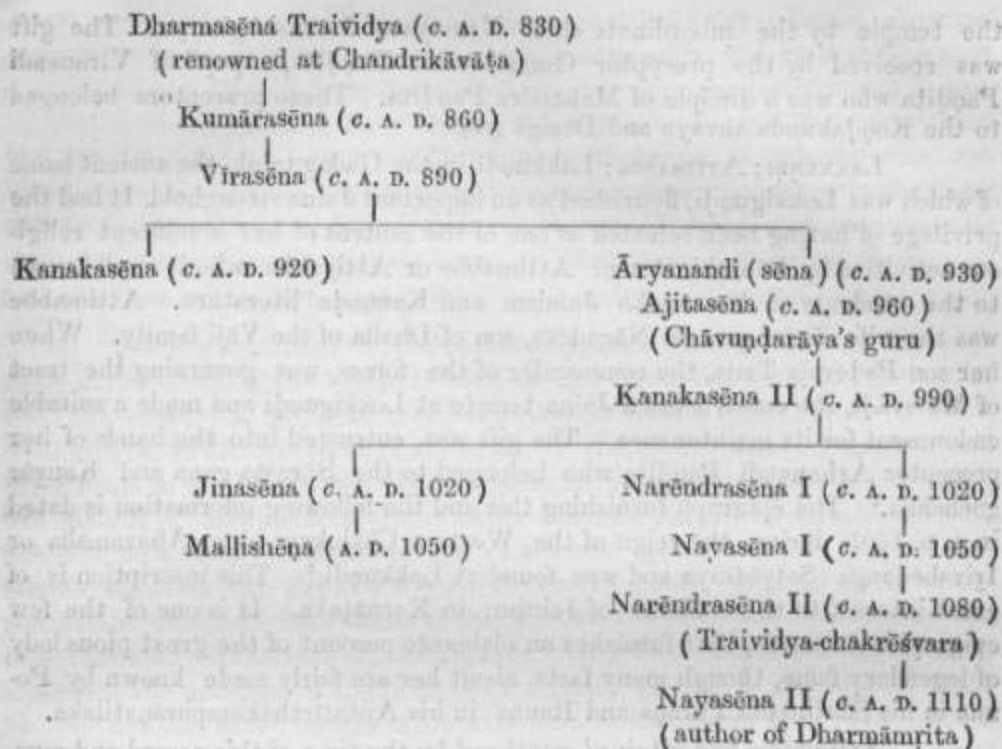 Dharmasēna Traividya (c. A. D. 830)
(renowned at Chandrikāvāṭa)
Kumārasēna (c. A. D. 860)
Vīrasēna (c. A. D. 890)
Kanakasēna (c. A. D. 920)
Āryanandi (sēna) (c. A. D. 930)
Ajitasēna (c. A. D. 960)
(Chāvuṇḍarāya's guru)
Kanakasēna II (c. A. D. 990)
Jinasēna (c. A. D. 1020)
Narēndrasēna I (c. A. D. 1020)
Mallishēṇa (A. D. 1050)
Nayasēna I (c. A. D. 1050)
Narēndrasēna II (c. A. D. 1080)
(Traividya-chakrēśvara)
Nayasēna II (c. A. D. 1110)
(author of Dharmāmrita)